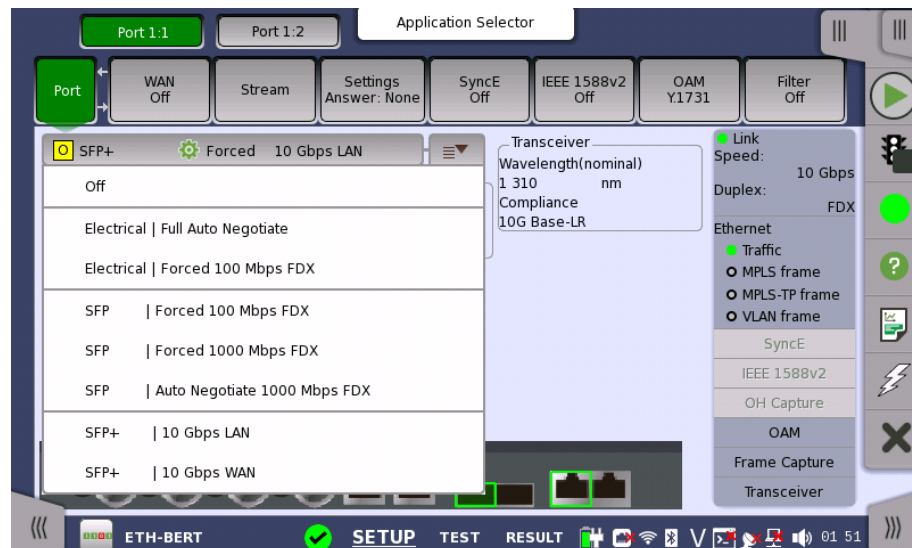 Application Selector
Port 1:1
Port 1:2
Port
WAN
Off
Stream
Settings
Answer: None
SyncE
Off
IEEE 1588v2
Off
OAM
Y.1731
Filter
Off
O SFP+ Forced 10 Gbps LAN
Off
Electrical | Full Auto Negotiate
Electrical | Forced 100 Mbps FDX
SFP | Forced 100 Mbps FDX
SFP | Forced 1000 Mbps FDX
SFP | Auto Negotiate 1000 Mbps FDX
SFP+ | 10 Gbps LAN
SFP+ | 10 Gbps WAN
Transceiver
Wavelength(nominal)
1 310 nm
Compliance
10G Base-LR
Link
Speed:
10 Gbps
Duplex:
FDX
Ethernet
Traffic
MPLS frame
MPLS-TP frame
VLAN frame
SyncE
IEEE 1588v2
OH Capture
OAM
Frame Capture
Transceiver
ETH-BERT
SETUP TEST RESULT V 01 51